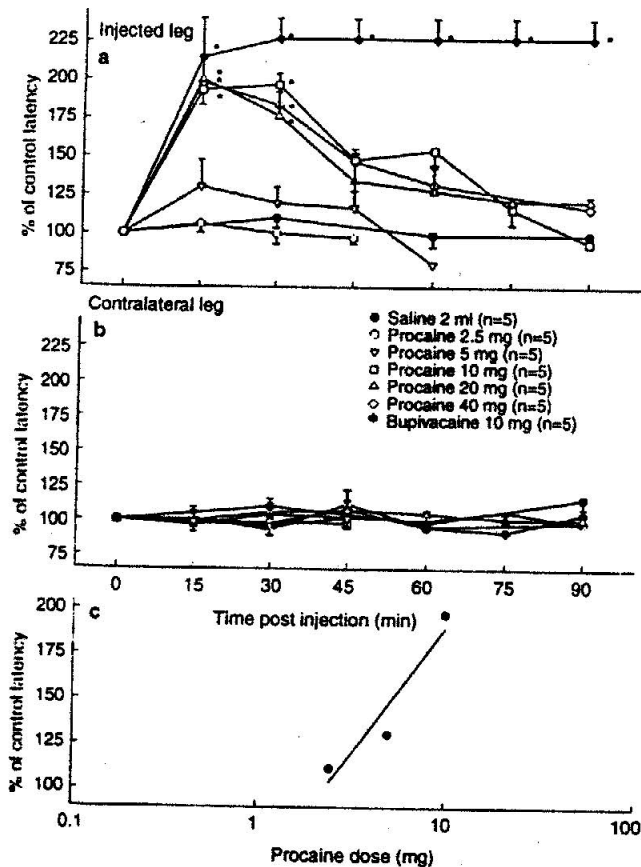 Injected leg
a
225
200
175
150
125
100
75
% of control latency
Contralateral leg
b
225
200
175
150
125
100
75
% of control latency
Saline 2 ml (n=5)
Procaine 2.5 mg (n=5)
Procaine 5 mg (n=5)
Procaine 10 mg (n=5)
Procaine 20 mg (n=5)
Procaine 40 mg (n=5)
Bupivacaine 10 mg (n=5)
0 15 30 45 60 75 90
Time post injection (min)
c
200
175
150
125
100
% of control latency
0.1 1 10 100
Procaine dose (mg)